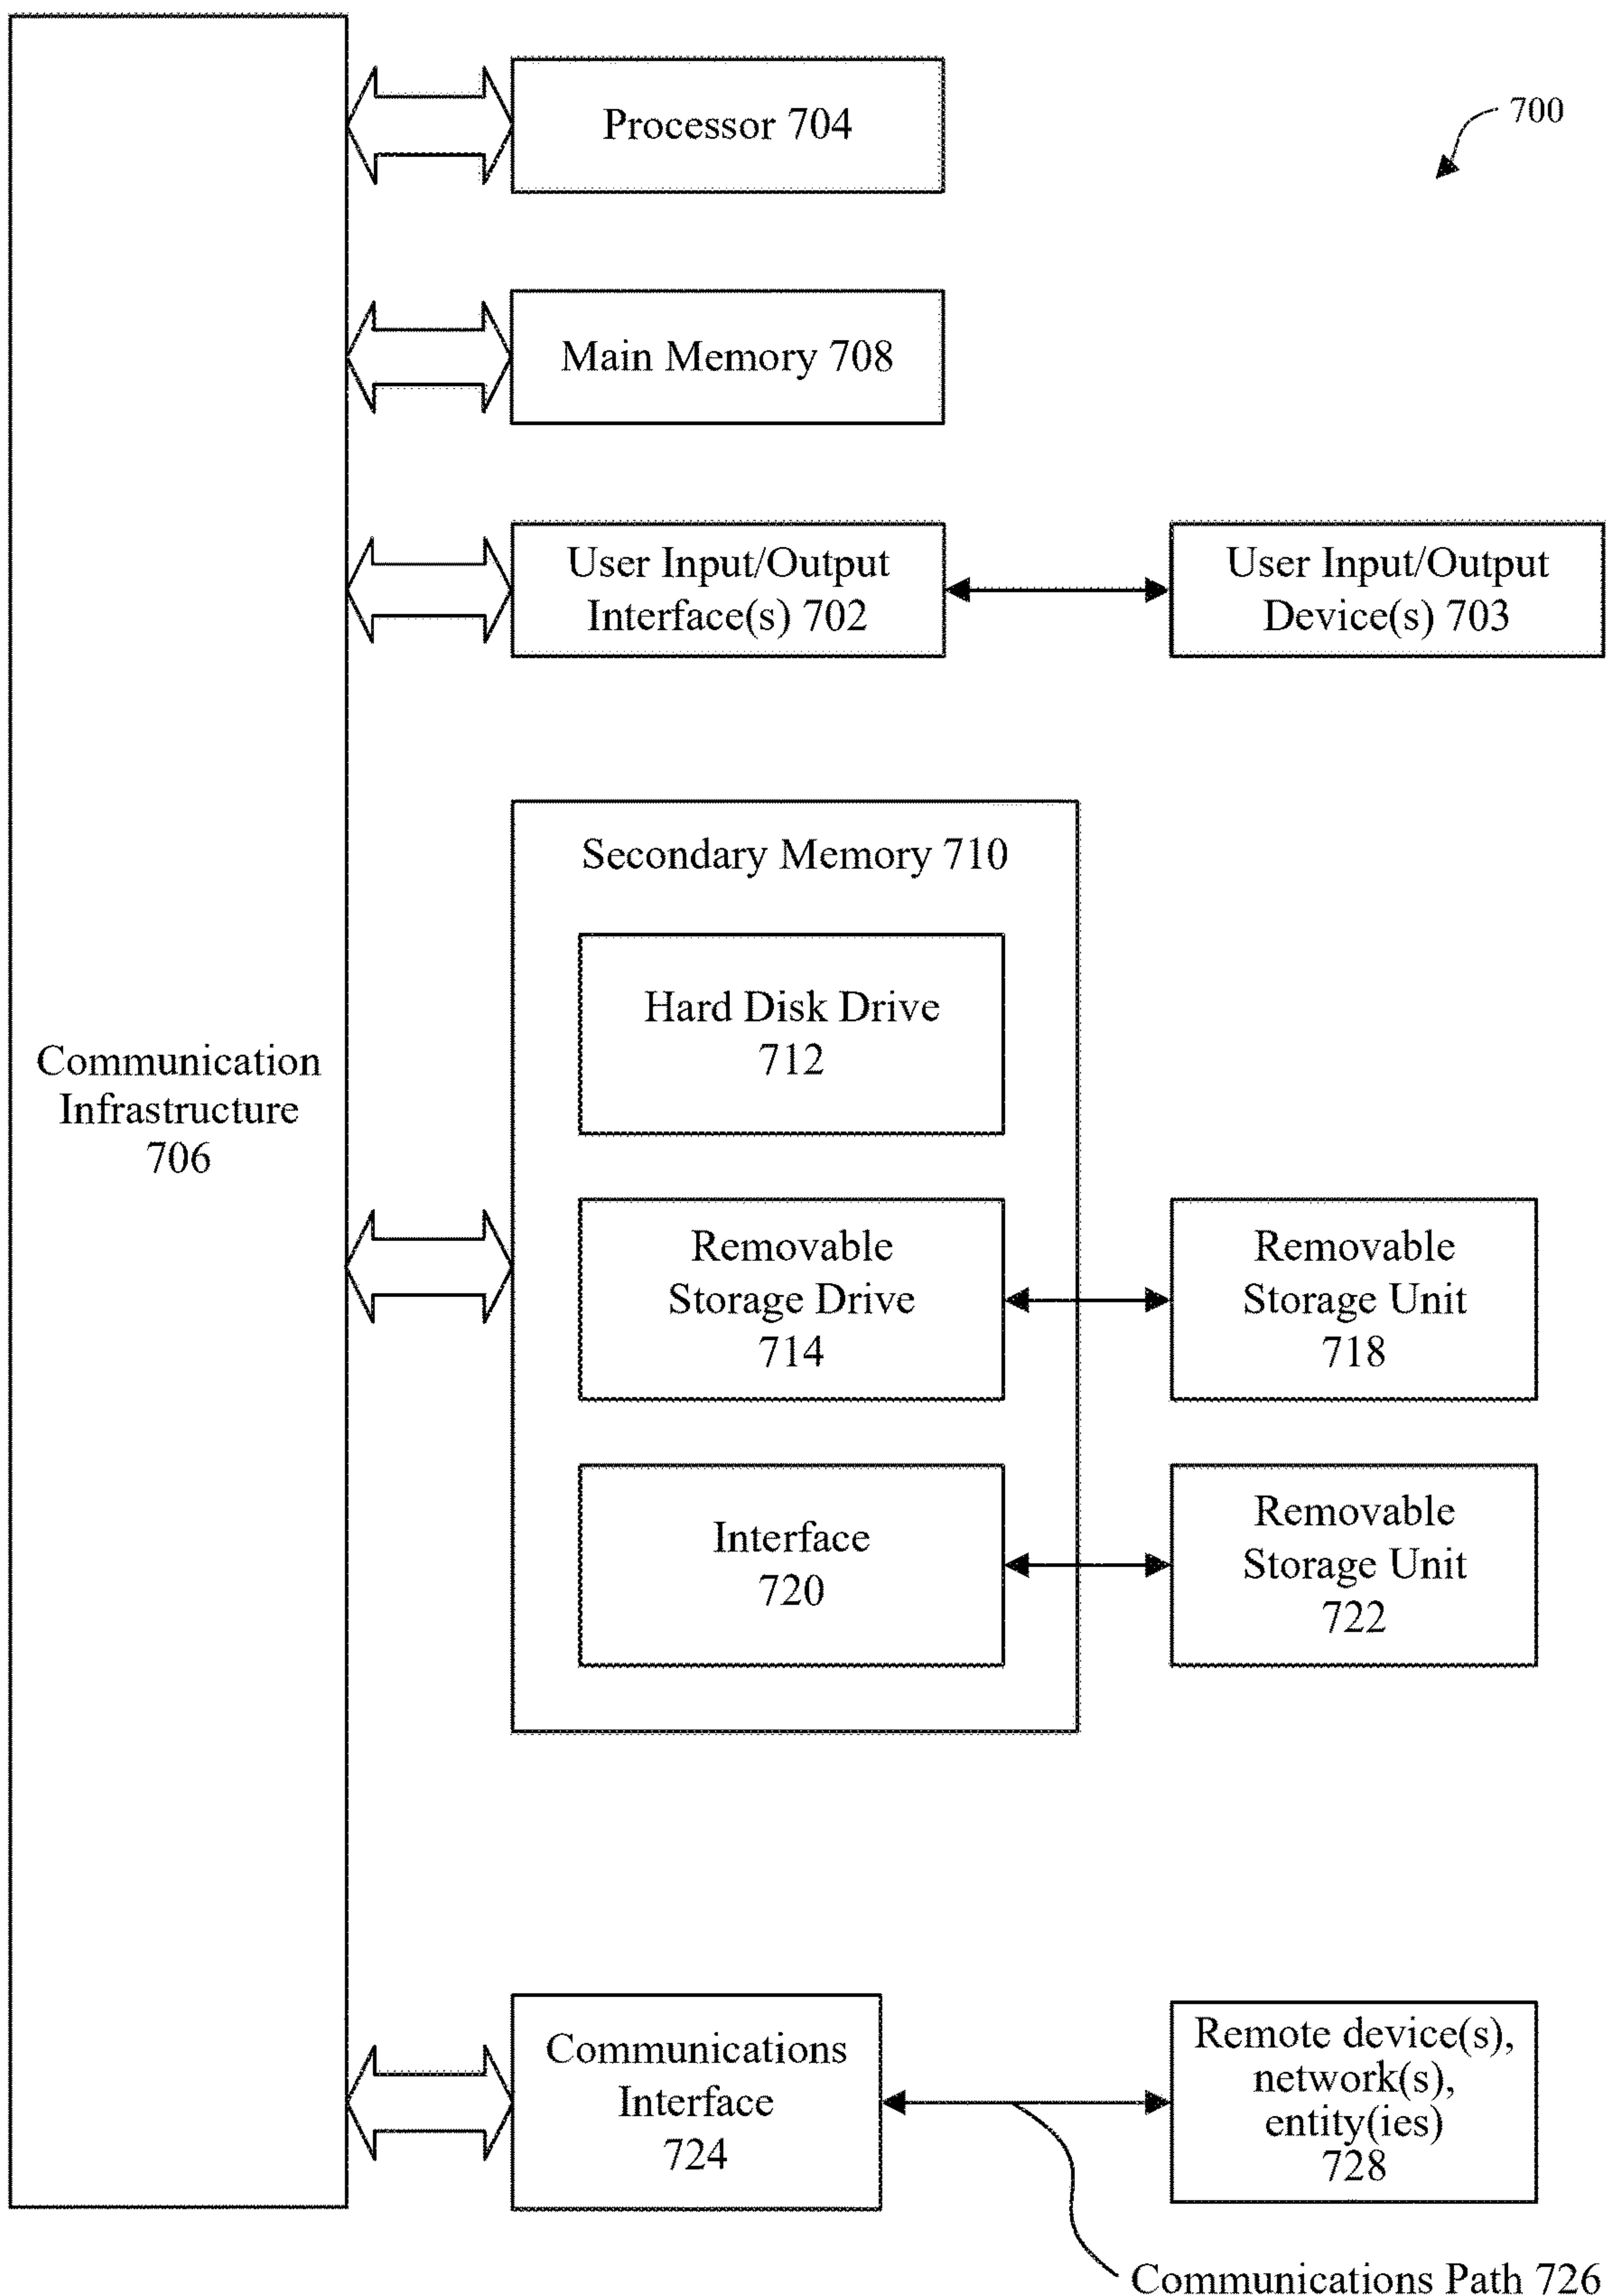 Processor 704
700
Main Memory 708
User Input/Output
Interface(s) 702
User Input/Output
Device(s) 703
Secondary Memory 710
Hard Disk Drive
712
Communication
Infrastructure
706
Removable
Storage Drive
714
Removable
Storage Unit
718
Interface
720
Removable
Storage Unit
722
Communications
Interface
724
Remote device(s),
network(s),
entity(ies)
728
Communications Path 726